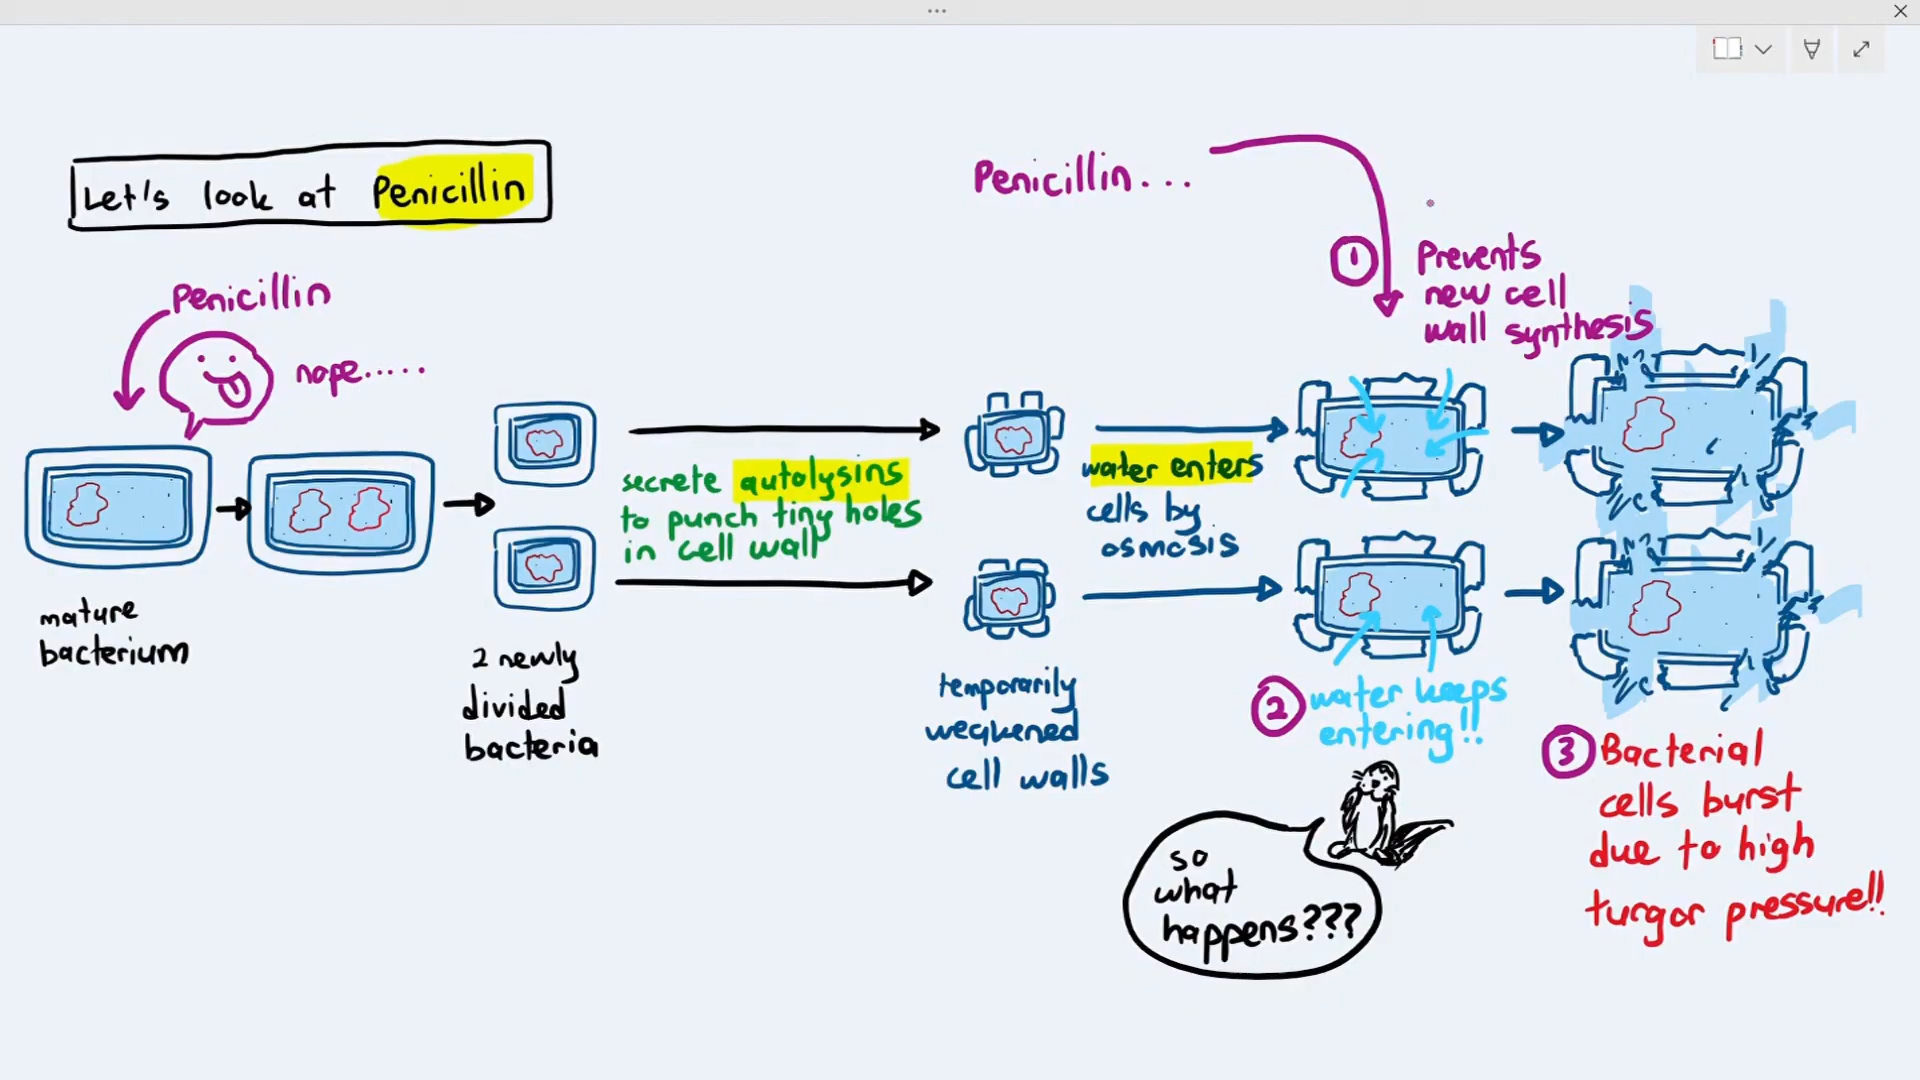 Let's look at Penicillin
Penicillin
nope.....
mature
bacterium
2 newly
divided
bacteria
secrete autolysins
to punch tiny holes
in cell wall
temporarily
weakened
cell walls
water enters
cells by
osmosis
Penicillin...
1
Prevents
new cell
wall synthesis
2
water keeps
entering!!
so
what
happens???
3
Bacterial
cells burst
due to high
turgor pressure!!